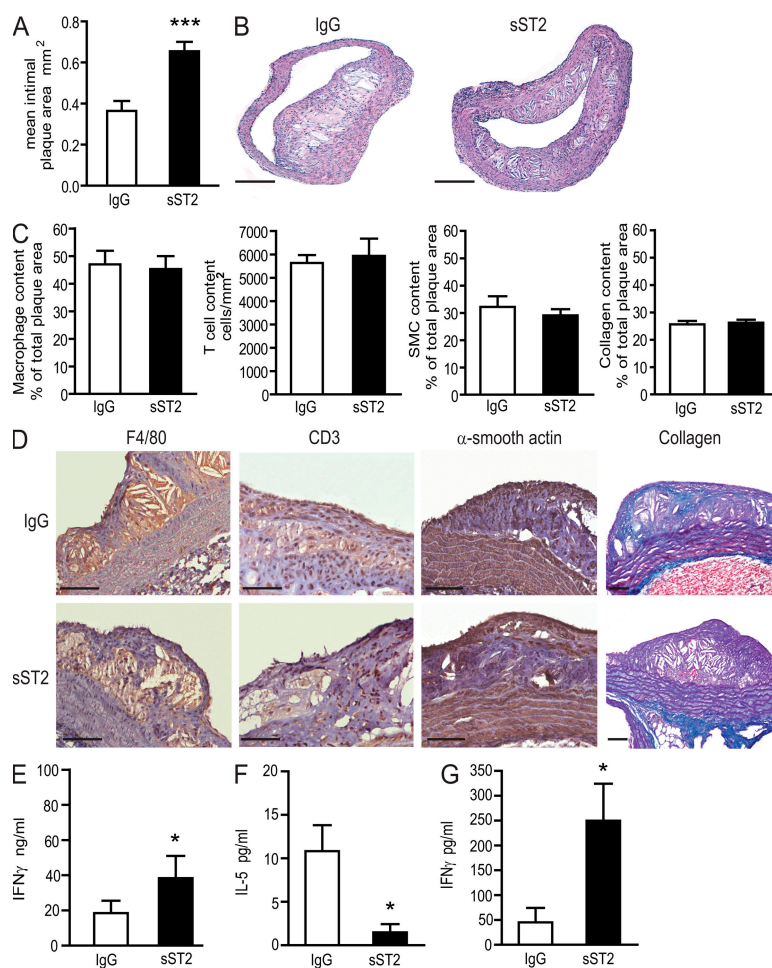 A
mean intimal
plaque area mm²
0.8
0.6
0.4
0.2
0.0
***
IgG
sST2
B
IgG
sST2
C
Macrophage content
% of total plaque area
60
50
40
30
20
10
0
IgG
sST2
T cell content
cells/mm²
7000
6000
5000
4000
3000
2000
1000
0
IgG
sST2
SMC content
% of total plaque area
60
50
40
30
20
10
0
IgG
sST2
Collagen content
% of total plaque area
60
50
40
30
20
10
0
IgG
sST2
D
F4/80
CD3
α-smooth actin
Collagen
IgG
sST2
E
IFNγ ng/ml
100
80
60
40
20
0
*
IgG
sST2
F
IL-5 pg/ml
20
15
10
5
0
*
IgG
sST2
G
IFNγ pg/ml
350
300
250
200
150
100
50
0
*
IgG
sST2